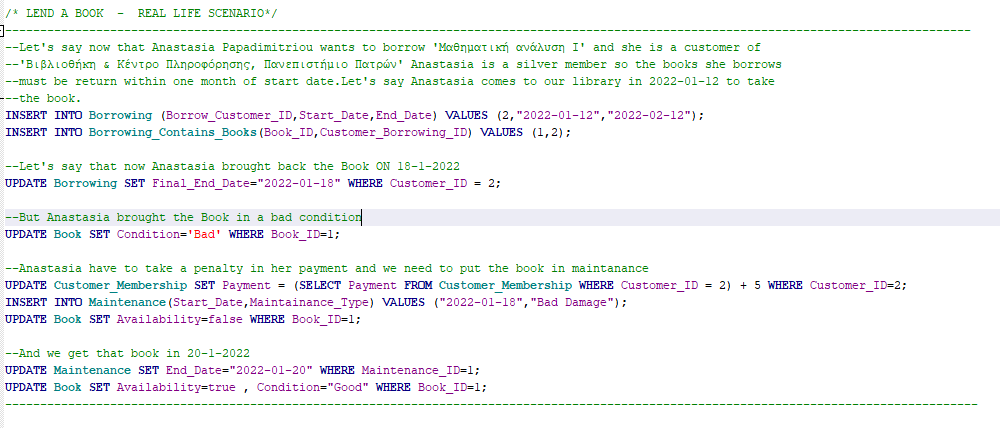 /* LEND A BOOK  -  REAL LIFE SCENARIO*/
------------------------------------------------------------------------------------------------------------------------------------------
--Let's say now that Anastasia Papadimitriou wants to borrow 'Μαθηματική ανάλυση Ι' and she is a customer of
--'Βιβλιοθήκη & Κέντρο Πληροφόρησης, Πανεπιστήμιο Πατρών' Anastasia is a silver member so the books she borrows
--must be return within one month of start date.Let's say Anastasia comes to our library in 2022-01-12 to take
--the book.
INSERT INTO Borrowing (Borrow_Customer_ID,Start_Date,End_Date) VALUES (2,"2022-01-12","2022-02-12");
INSERT INTO Borrowing_Contains_Books(Book_ID,Customer_Borrowing_ID) VALUES (1,2);
--Let's say that now Anastasia brought back the Book ON 18-1-2022
UPDATE Borrowing SET Final_End_Date="2022-01-18" WHERE Customer_ID = 2;
--But Anastasia brought the Book in a bad condition
UPDATE Book SET Condition='Bad' WHERE Book_ID=1;
--Anastasia have to take a penalty in her payment and we need to put the book in maintanance
UPDATE Customer_Membership SET Payment = (SELECT Payment FROM Customer_Membership WHERE Customer_ID = 2) + 5 WHERE Customer_ID=2;
INSERT INTO Maintenance(Start_Date,Maintainance_Type) VALUES ("2022-01-18","Bad Damage");
UPDATE Book SET Availability=false WHERE Book_ID=1;
--And we get that book in 20-1-2022
UPDATE Maintenance SET End_Date="2022-01-20" WHERE Maintenance_ID=1;
UPDATE Book SET Availability=true , Condition="Good" WHERE Book_ID=1;
-------------------------------------------------------------------------------------------------------------------------------------------